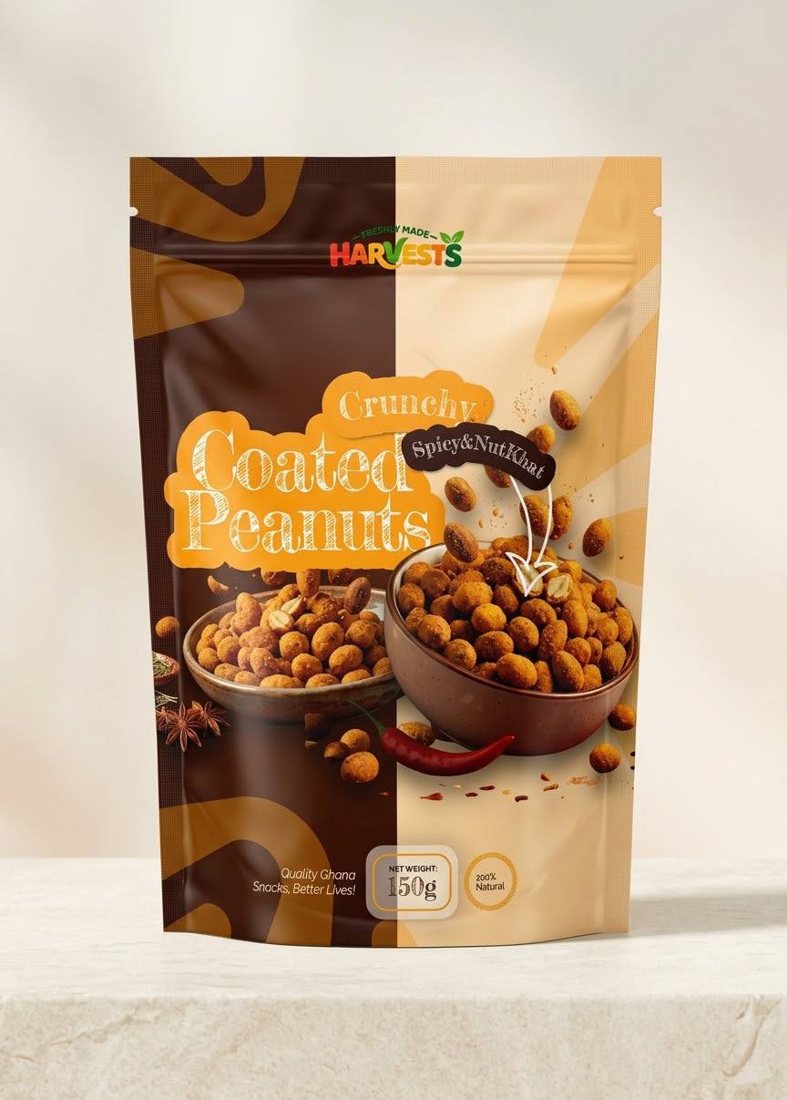 FRESHLY MADE
HARVESTS
Crunchy
Coated
Peanuts
Spicy&NutKhat
Quality Ghana
Snacks, Better Lives!
NET WEIGHT:
150g
200%
Natural